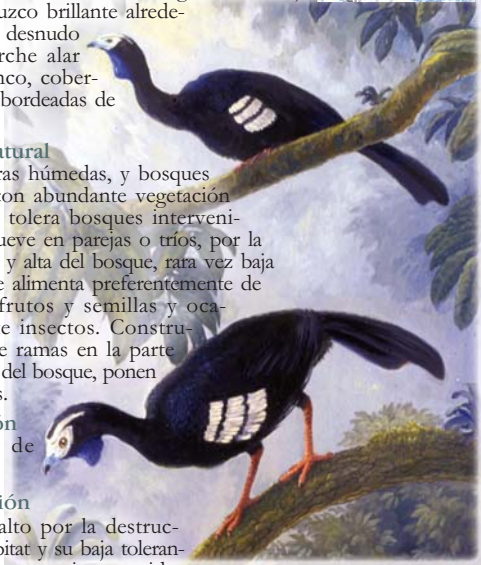 uzco brillante alrede-
desnudo
rche alar
nco, cober-
bordeadas de
atural
ras húmedas, y bosques
con abundante vegetación
tolera bosques interveni-
ueve en parejas o tríos, por la
y alta del bosque, rara vez baja
e alimenta preferentemente de
frutos y semillas y oca-
e insectos. Constru-
e ramas en la parte
del bosque, ponen
s.
ón
de
ión
alto por la destruc-
bitat y su baja toleran-